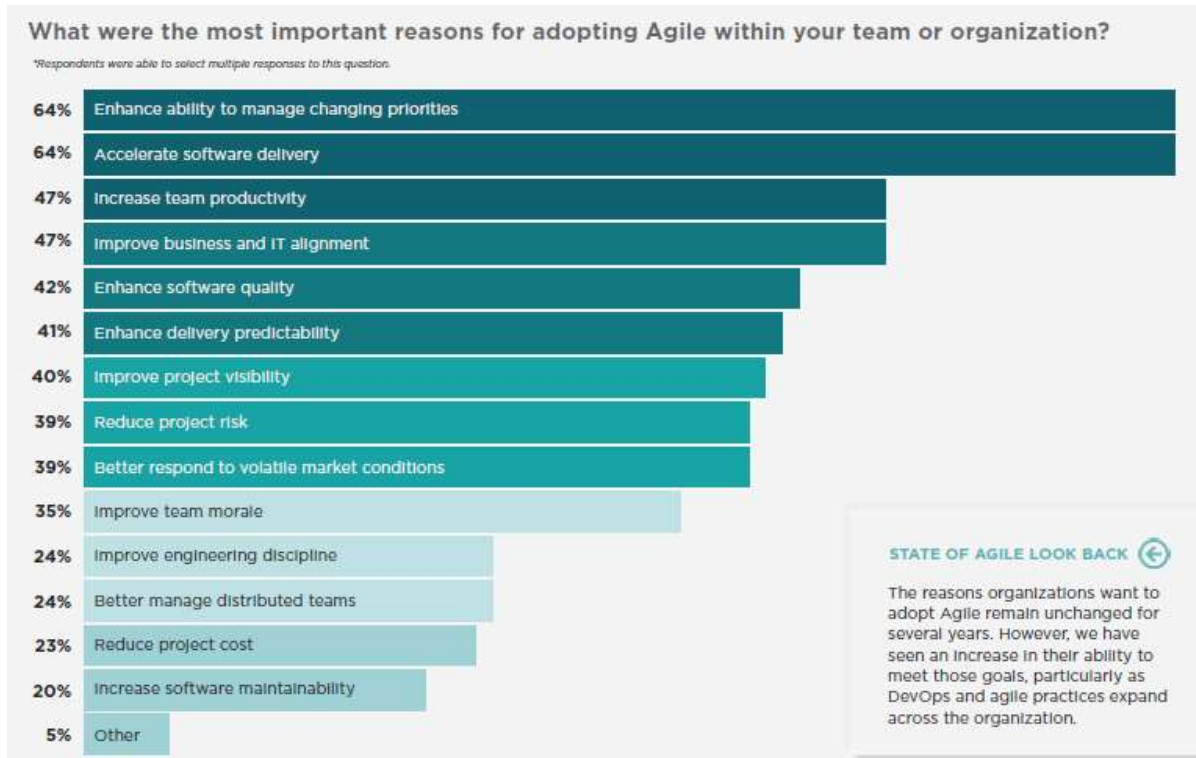 What were the most important reasons for adopting Agile within your team or organization?
*Respondents were able to select multiple responses to this question.
64% Enhance ability to manage changing priorities
64% Accelerate software delivery
47% Increase team productivity
47% Improve business and IT alignment
42% Enhance software quality
41% Enhance delivery predictability
40% Improve project visibility
39% Reduce project risk
39% Better respond to volatile market conditions
35% Improve team morale
24% Improve engineering discipline
24% Better manage distributed teams
23% Reduce project cost
20% Increase software maintainability
5% Other
STATE OF AGILE LOOK BACK
The reasons organizations want to
adopt Agile remain unchanged for
several years. However, we have
seen an increase in their ability to
meet those goals, particularly as
DevOps and agile practices expand
across the organization.